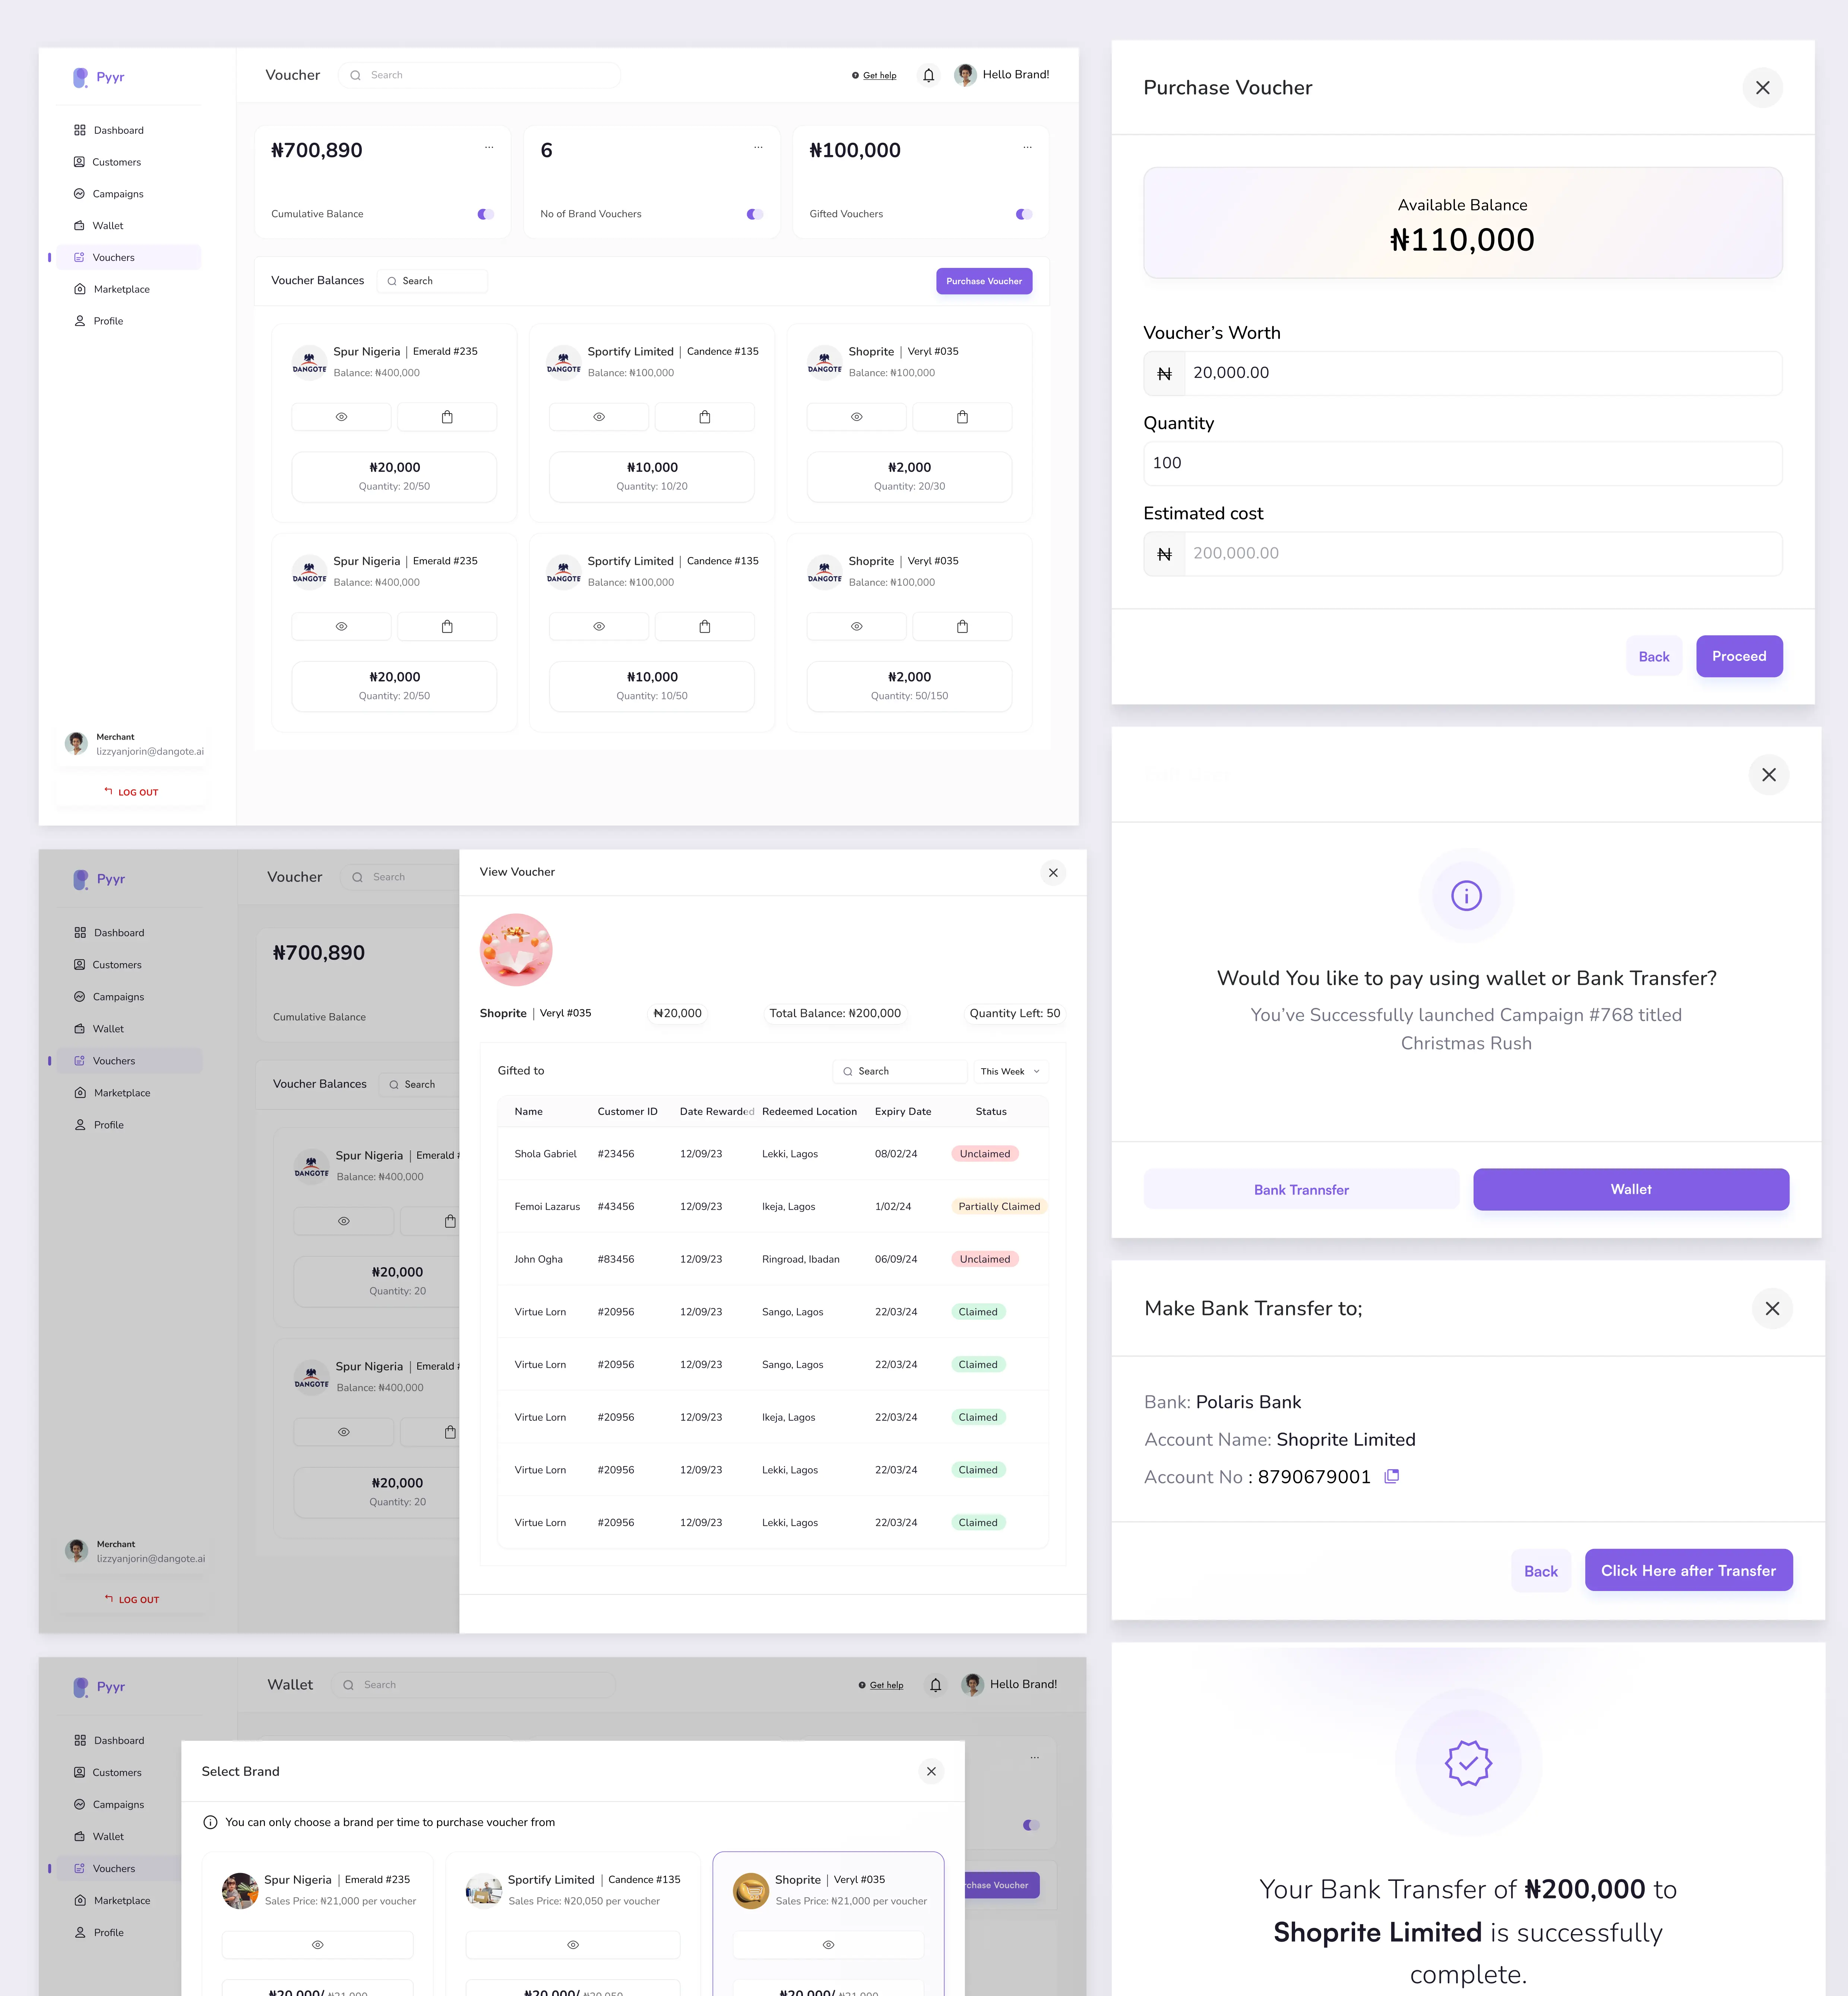 Pyyr
Dashboard
Customers
Campaigns
Wallet
Vouchers
Marketplace
Profile
Merchant
lizzyanjorin@dangote.ai
LOG OUT
Voucher
Search
Get help
Hello Brand!
₦700,890
Cumulative Balance
6
No of Brand Vouchers
₦100,000
Gifted Vouchers
Voucher Balances
Search
Purchase Voucher
DANGOTE
Spur Nigeria | Emerald #235
Balance: ₦400,000
₦20,000
Quantity: 20/50
DANGOTE
Sportify Limited | Candence #135
Balance: ₦100,000
₦10,000
Quantity: 10/20
DANGOTE
Shoprite | Veryl #035
Balance: ₦100,000
₦2,000
Quantity: 20/30
DANGOTE
Spur Nigeria | Emerald #235
Balance: ₦400,000
₦20,000
Quantity: 20/50
DANGOTE
Sportify Limited | Candence #135
Balance: ₦100,000
₦10,000
Quantity: 10/50
DANGOTE
Shoprite | Veryl #035
Balance: ₦100,000
₦2,000
Quantity: 50/150
Purchase Voucher
Available Balance
₦110,000
Voucher's Worth
₦ 20,000.00
Quantity
100
Estimated cost
₦ 200,000.00
Back
Proceed
Would You like to pay using wallet or Bank Transfer?
You've Successfully launched Campaign #768 titled
Christmas Rush
Bank Trannsfer
Wallet
Make Bank Transfer to;
Bank: Polaris Bank
Account Name: Shoprite Limited
Account No : 8790679001
Back
Click Here after Transfer
Your Bank Transfer of ₦200,000 to
Shoprite Limited is successfully
complete.
Pyyr
Dashboard
Customers
Campaigns
Wallet
Vouchers
Marketplace
Profile
Merchant
lizzyanjorin@dangote.ai
LOG OUT
Voucher
Search
₦700,890
Cumulative Balance
Voucher Balances
Search
DANGOTE
Spur Nigeria | Emerald #
Balance: ₦400,000
₦20,000
Quantity: 20
DANGOTE
Spur Nigeria | Emerald #
Balance: ₦400,000
₦20,000
Quantity: 20
View Voucher
Shoprite | Veryl #035
₦20,000
Total Balance: ₦200,000
Quantity Left: 50
Gifted to
Search
This Week
Name Customer ID Date Rewarded Redeemed Location Expiry Date Status
Shola Gabriel #23456 12/09/23 Lekki, Lagos 08/02/24 Unclaimed
Femoi Lazarus #43456 12/09/23 Ikeja, Lagos 1/02/24 Partially Claimed
John Ogha #83456 12/09/23 Ringroad, Ibadan 06/09/24 Unclaimed
Virtue Lorn #20956 12/09/23 Sango, Lagos 22/03/24 Claimed
Virtue Lorn #20956 12/09/23 Sango, Lagos 22/03/24 Claimed
Virtue Lorn #20956 12/09/23 Ikeja, Lagos 22/03/24 Claimed
Virtue Lorn #20956 12/09/23 Lekki, Lagos 22/03/24 Claimed
Virtue Lorn #20956 12/09/23 Lekki, Lagos 22/03/24 Claimed
Pyyr
Dashboard
Customers
Campaigns
Wallet
Vouchers
Marketplace
Profile
Wallet
Search
Get help
Hello Brand!
chase Voucher
Select Brand
You can only choose a brand per time to purchase voucher from
Spur Nigeria | Emerald #235
Sales Price: ₦21,000 per voucher
₦20,000/ ₦21,000
Sportify Limited | Candence #135
Sales Price: ₦20,050 per voucher
₦20,000/ ₦20,050
Shoprite | Veryl #035
Sales Price: ₦21,000 per voucher
₦20,000/ ₦21,000